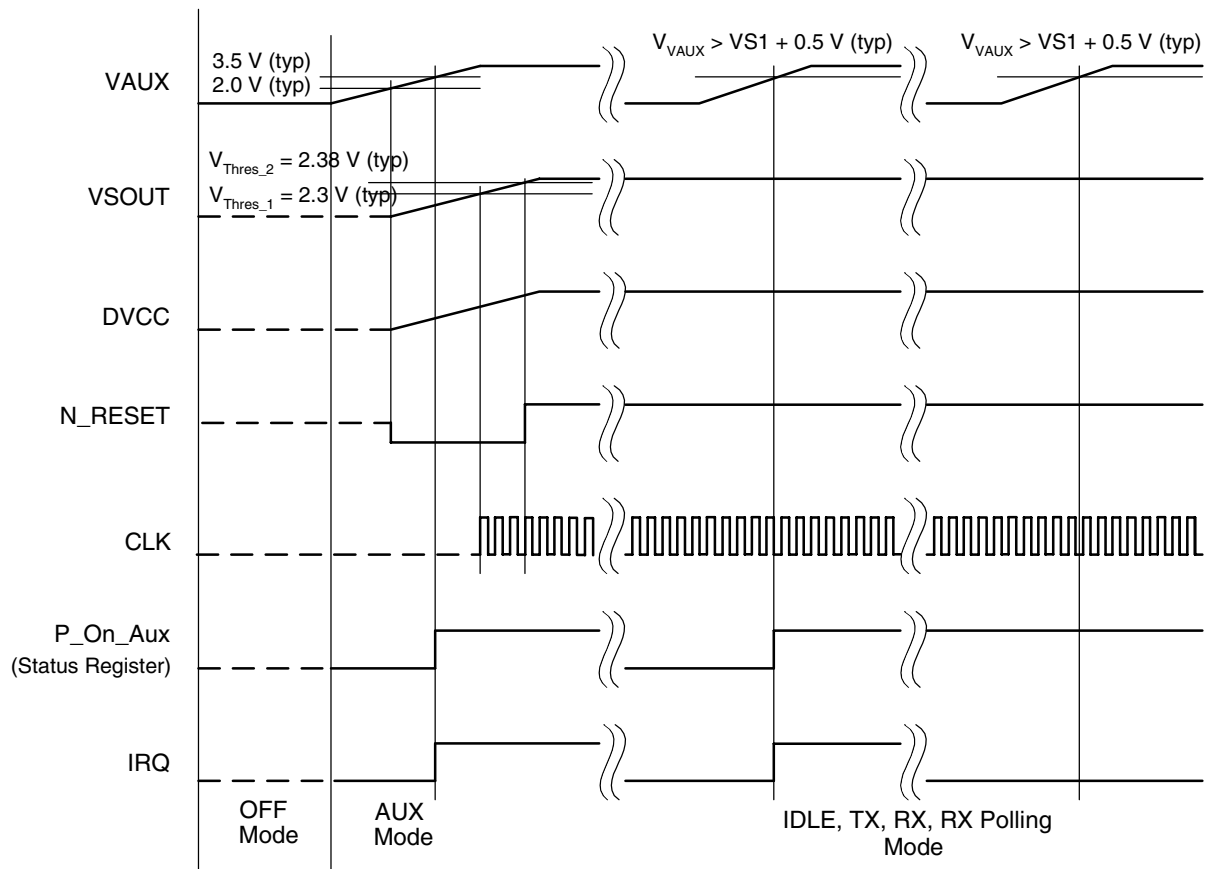 V_VAUX > VS1 + 0.5 V (typ)
V_VAUX > VS1 + 0.5 V (typ)
3.5 V (typ)
VAUX
2.0 V (typ)
V_Thres_2 = 2.38 V (typ)
VSOUT
V_Thres_1 = 2.3 V (typ)
DVCC
N_RESET
CLK
P_On_Aux
(Status Register)
IRQ
OFF
Mode
AUX
Mode
IDLE, TX, RX, RX Polling
Mode